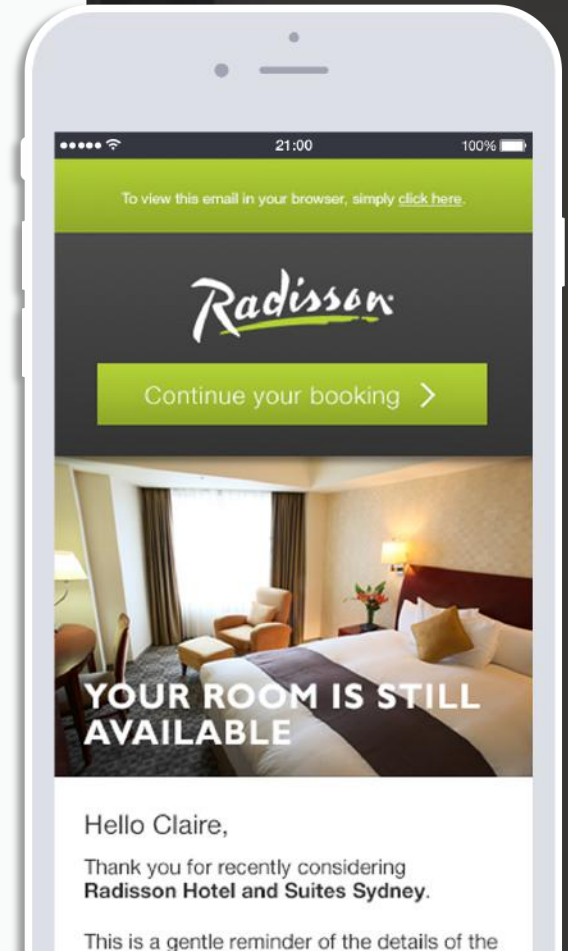 21:00
100%
To view this email in your browser, simply click here.
Radisson
Continue your booking
YOUR ROOM IS STILL
AVAILABLE
Hello Claire,
Thank you for recently considering
Radisson Hotel and Suites Sydney.
This is a gentle reminder of the details of the